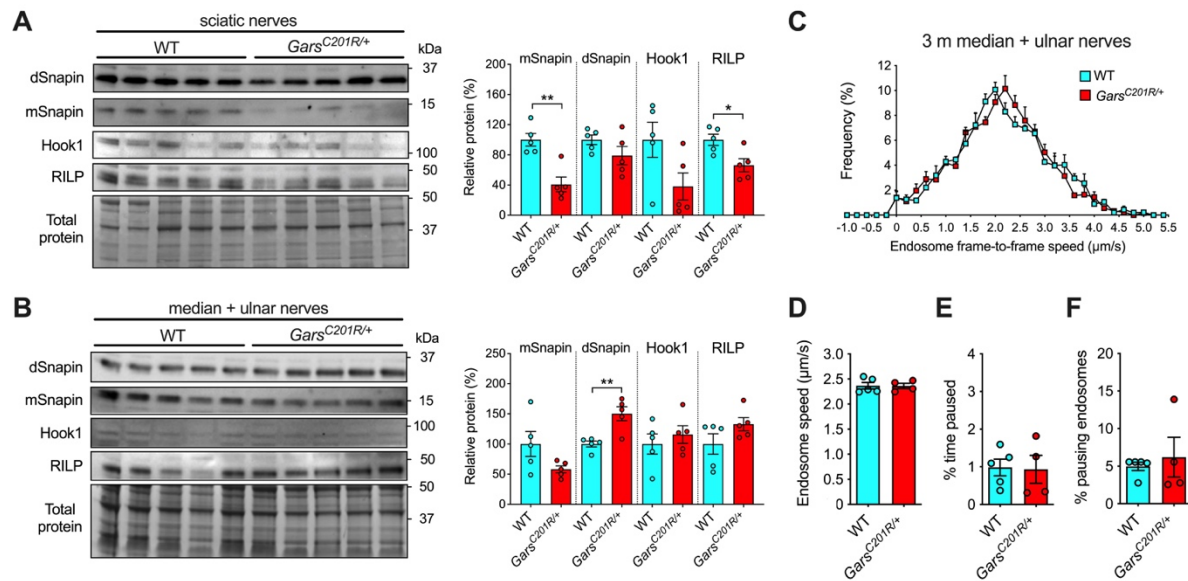 A
sciatic nerves
WT
Gars^C201R/+
kDa
dSnapin
37
mSnapin
15
Hook1
100
RILP
50
50
Total
protein
37
mSnapin dSnapin Hook1 RILP
Relative protein (%)
200
160
120
80
40
0
**
*
WT
Gars^C201R/+
WT
Gars^C201R/+
WT
Gars^C201R/+
WT
Gars^C201R/+
C
3 m median + ulnar nerves
WT
Gars^C201R/+
Frequency (%)
12
10
8
6
4
2
0
-1.0 -0.5 0 0.5 1.0 1.5 2.0 2.5 3.0 3.5 4.0 4.5 5.0 5.5
Endosome frame-to-frame speed (µm/s)
B
median + ulnar nerves
WT
Gars^C201R/+
kDa
dSnapin
37
mSnapin
15
Hook1
100
RILP
50
Total
protein
50
37
mSnapin dSnapin Hook1 RILP
Relative protein (%)
250
200
150
100
50
0
**
WT
Gars^C201R/+
WT
Gars^C201R/+
WT
Gars^C201R/+
WT
Gars^C201R/+
D
Endosome speed (µm/s)
3.0
2.5
2.0
1.5
1.0
0.5
0.0
WT
Gars^C201R/+
E
% time paused
4
3
2
1
0
WT
Gars^C201R/+
F
% pausing endosomes
20
15
10
5
0
WT
Gars^C201R/+